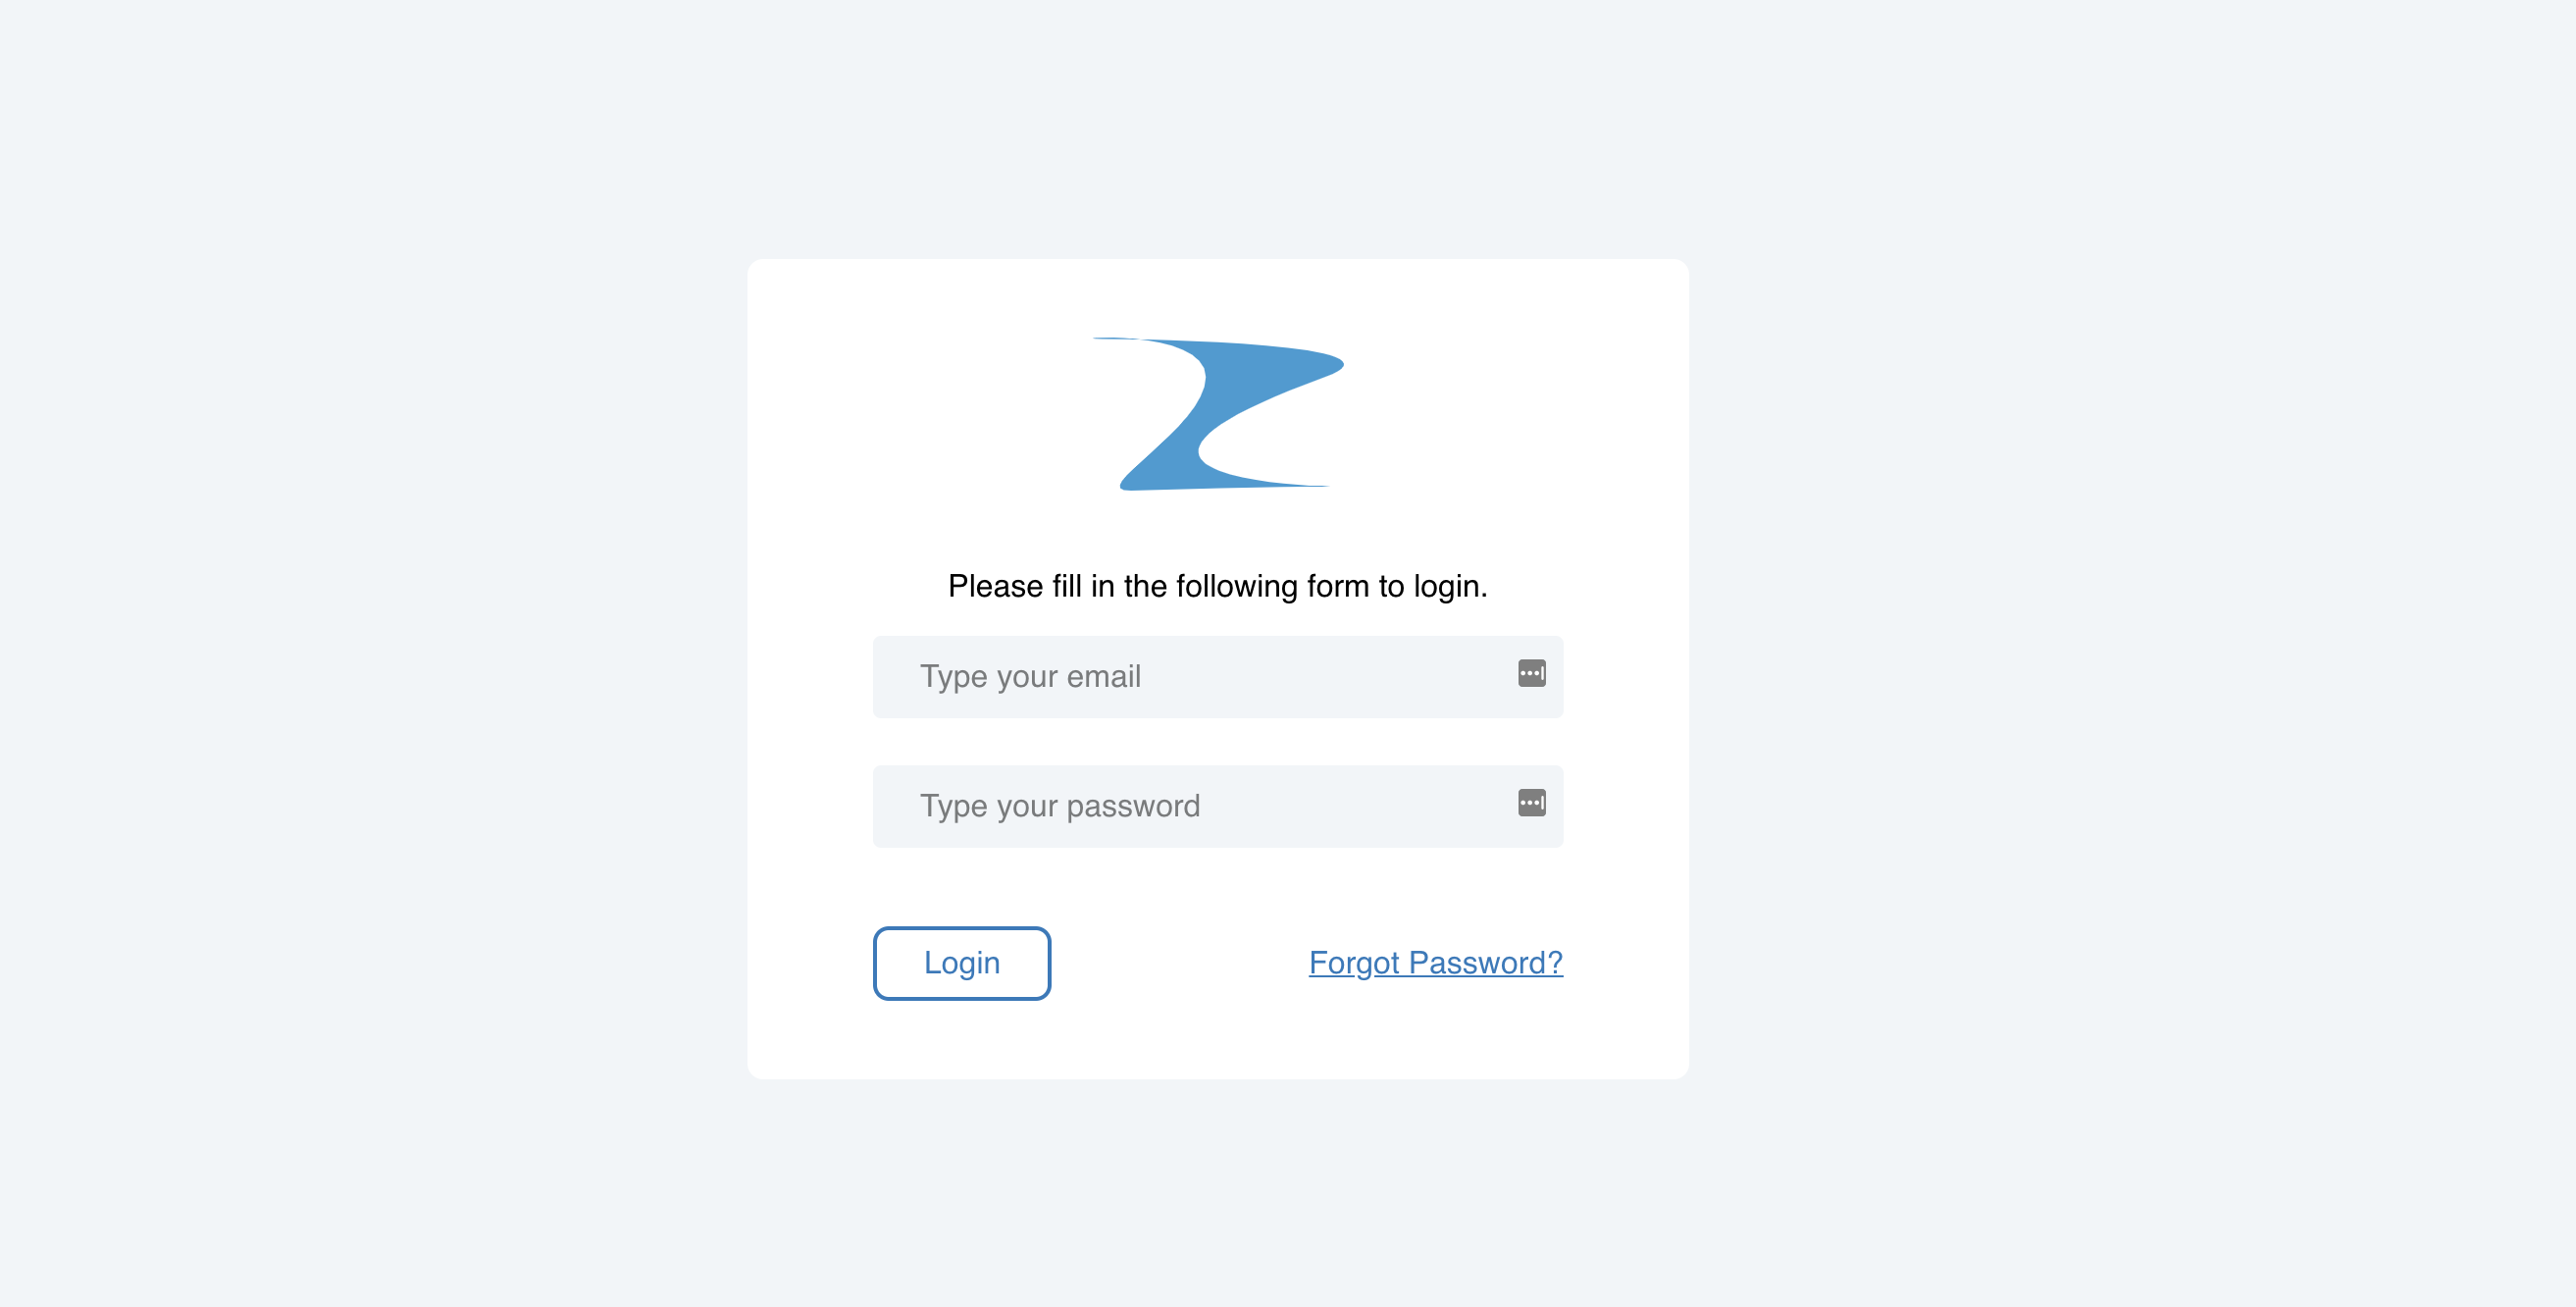 Please fill in the following form to login.
Type your email
Type your password
Login
Forgot Password?